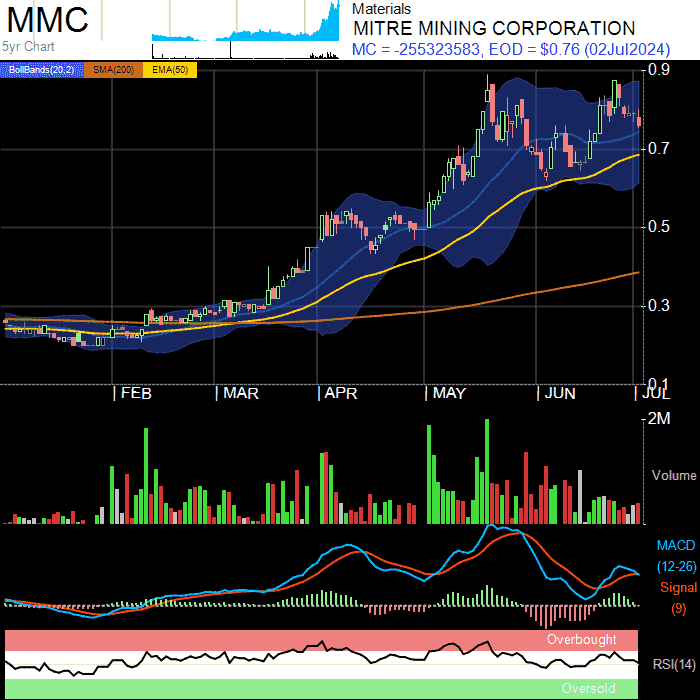 MMC
5yr Chart
Materials
MITRE MINING CORPORATION
MC = -255323583, EOD = $0.76 (02Jul2024)
BollBands(20,2) SMA(200) EMA(50)
0.9
0.7
0.5
0.3
0.1
FEB MAR APR MAY JUN JUL
2M
Volume
MACD
(12-26)
Signal
(9)
Overbought
RSI(14)
Oversold